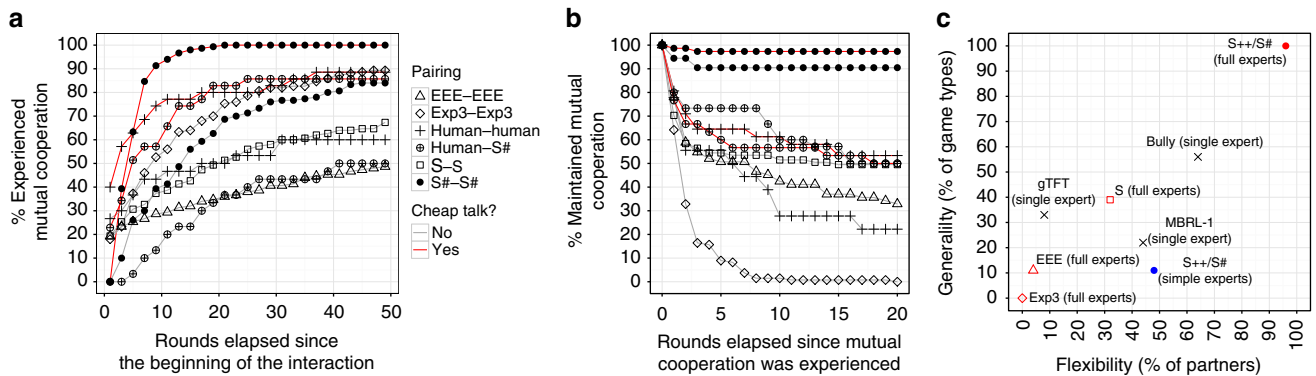 a
% Experienced
mutual cooperation
100
90
80
70
60
50
40
30
20
10
0
0
10
20
30
40
50
Rounds elapsed since
the beginning of the interaction
Pairing
EEE–EEE
Exp3–Exp3
Human–human
Human–S#
S–S
S#–S#
Cheap talk?
No
Yes
b
% Maintained mutual
cooperation
100
90
80
70
60
50
40
30
20
10
0
0
5
10
15
20
Rounds elapsed since mutual
cooperation was experienced
c
Generality (% of game types)
100
90
80
70
60
50
40
30
20
10
0
S++/S#
(full experts)
Bully (single expert)
gTFT
(single expert)
S (full experts)
MBRL-1
(single expert)
EEE (full experts)
S++/S#
(simple experts)
Exp3 (full experts)
0
10
20
30
40
50
60
70
80
90
100
Flexibility (% of partners)